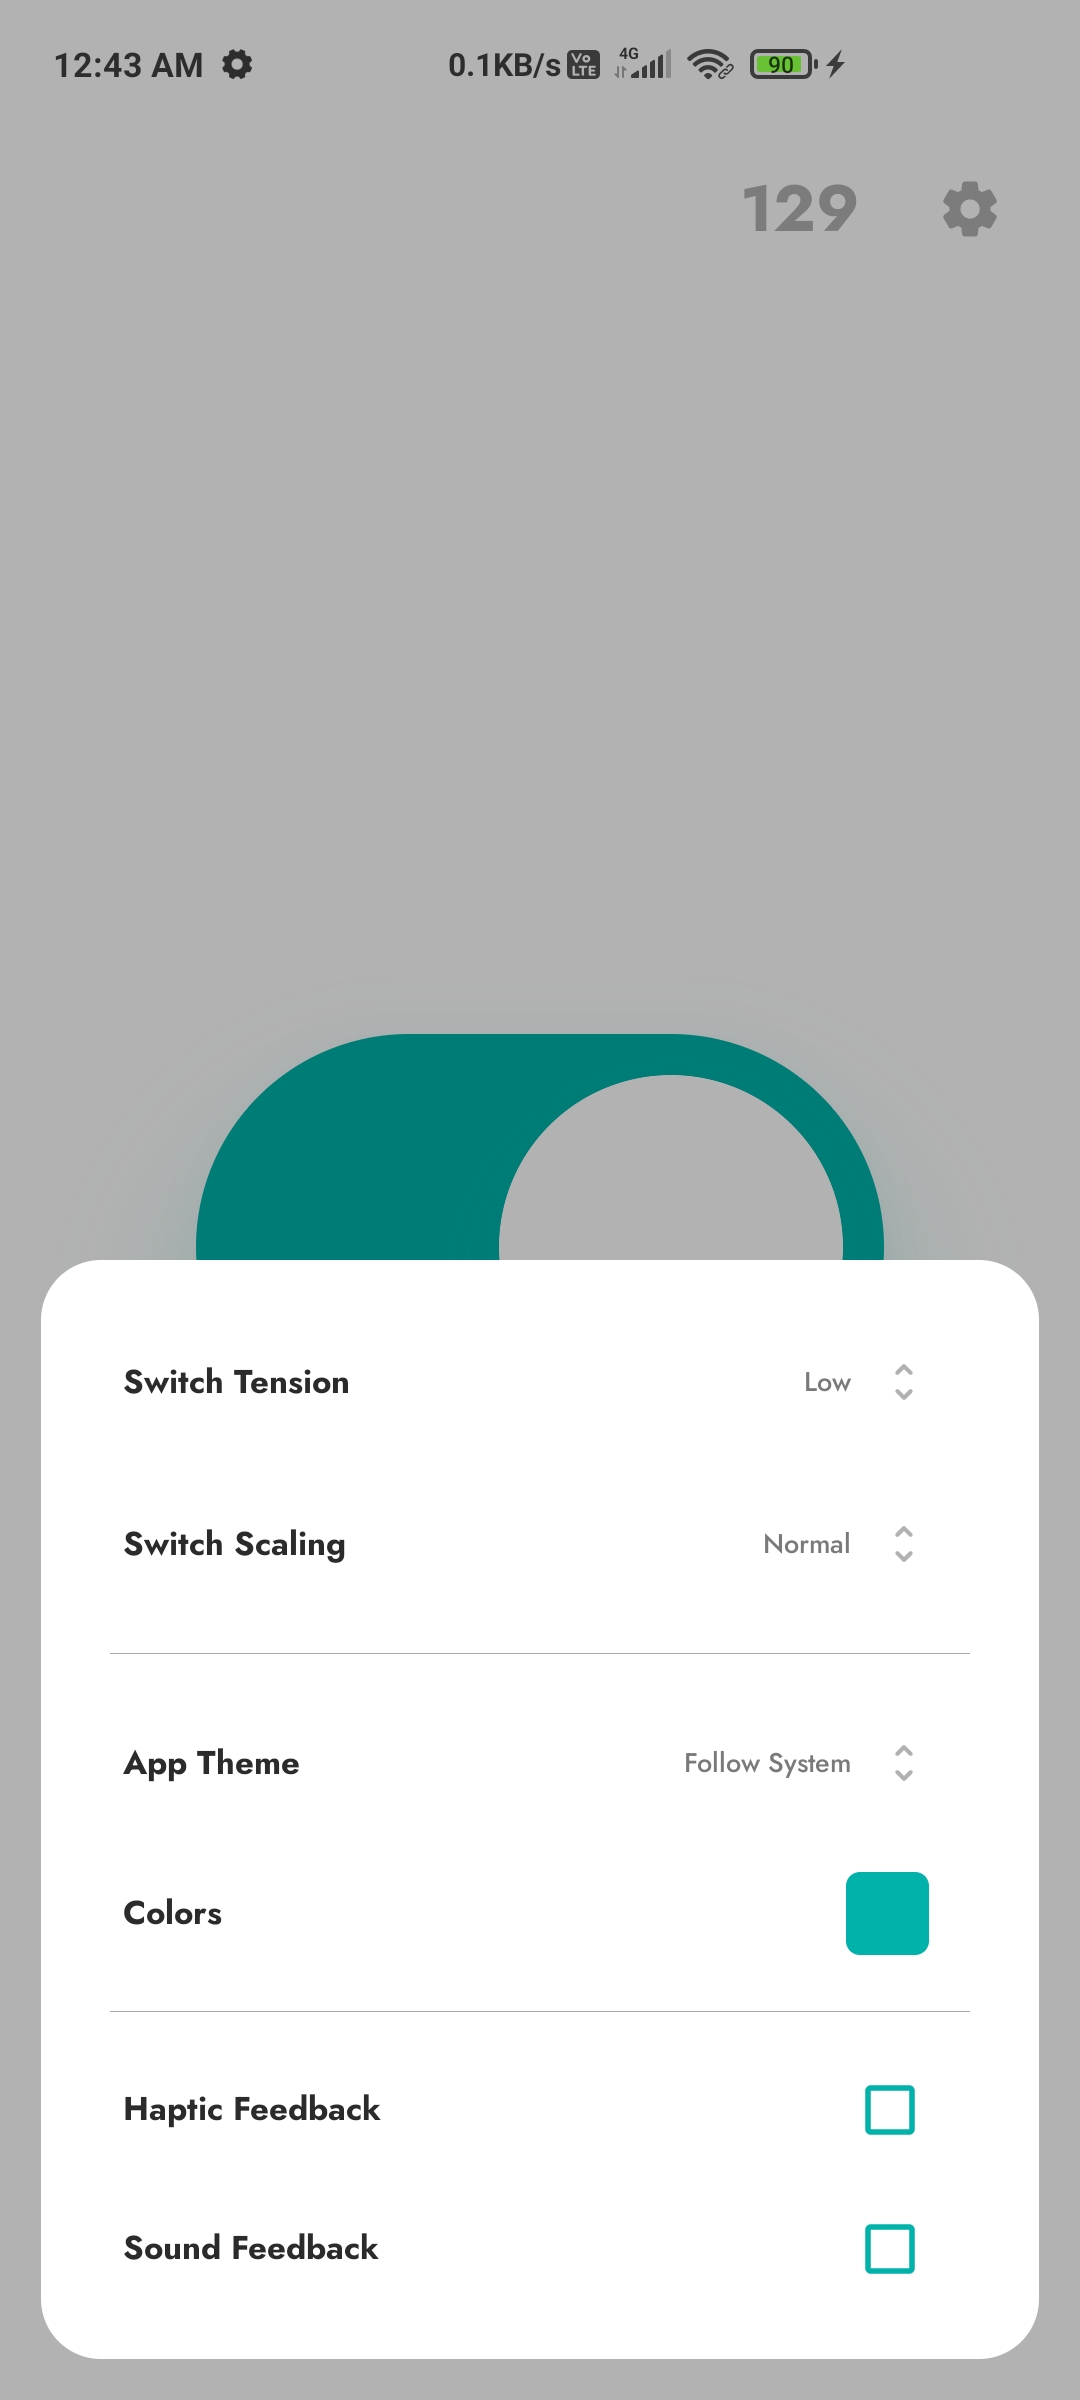 12:43 AM 0.1KB/s Vo LTE 4G 90
129
Switch Tension Low
Switch Scaling Normal
App Theme Follow System
Colors
Haptic Feedback
Sound Feedback